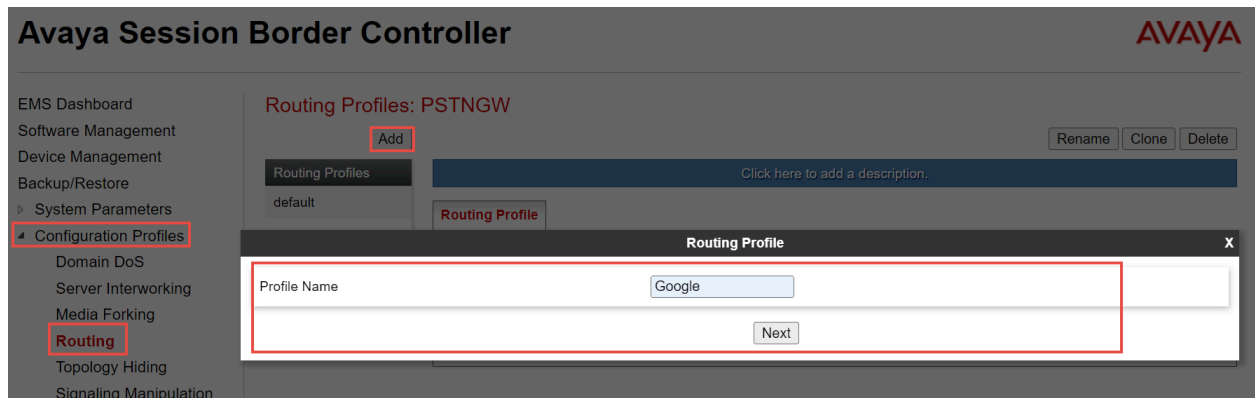 Avaya Session Border Controller
AVAYA
EMS Dashboard
Software Management
Device Management
Backup/Restore
System Parameters
Configuration Profiles
Domain DoS
Server Interworking
Media Forking
Routing
Topology Hiding
Signaling Manipulation
Routing Profiles: PSTNGW
Add
Rename Clone Delete
Routing Profiles
default
Click here to add a description.
Routing Profile
Routing Profile X
Profile Name Google
Next